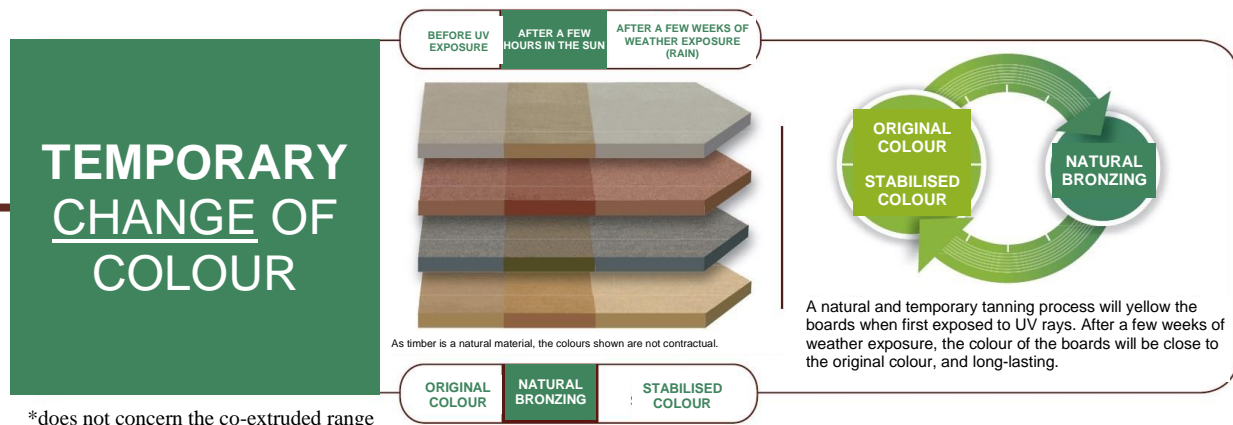 TEMPORARY
CHANGE OF
COLOUR
*does not concern the co-extruded range
BEFORE UV
EXPOSURE
AFTER A FEW
HOURS IN THE SUN
AFTER A FEW WEEKS OF
WEATHER EXPOSURE
(RAIN)
As timber is a natural material, the colours shown are not contractual.
ORIGINAL
COLOUR
NATURAL
BRONZING
STABILISED
COLOUR
ORIGINAL
COLOUR
STABILISED
COLOUR
NATURAL
BRONZING
A natural and temporary tanning process will yellow the
boards when first exposed to UV rays. After a few weeks of
weather exposure, the colour of the boards will be close to
the original colour, and long-lasting.